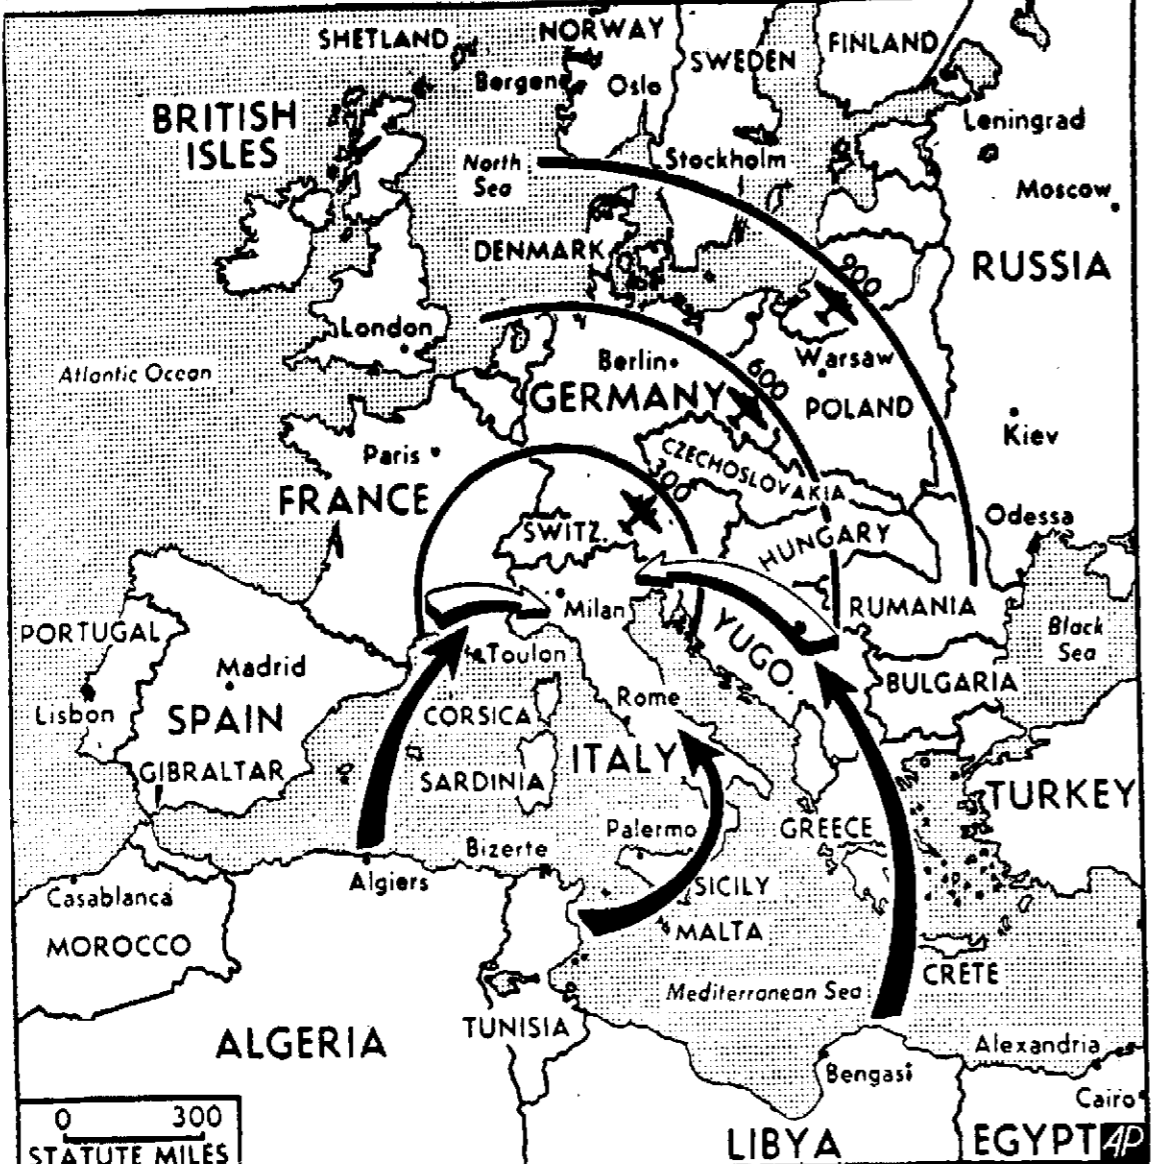 SHETLAND
NORWAY
SWEDEN
FINLAND
Bergen
Oslo
BRITISH
ISLES
Leningrad
North
Sea
Stockholm
Moscow
DENMARK
RUSSIA
900
London
Atlantic Ocean
Berlin
600
Warsaw
GERMANY
POLAND
Kiev
Paris
CZECHOSLOVAKIA
300
FRANCE
SWITZ.
HUNGARY
Odessa
Milan
RUMANIA
PORTUGAL
YUGO.
Black
Sea
Toulon
Madrid
BULGARIA
Rome
Lisbon
SPAIN
CORSICA
ITALY
GIBRALTAR
SARDINIA
TURKEY
Palermo
GREECE
Bizerte
Algiers
SICILY
Casablanca
MALTA
MOROCCO
CRETE
Mediterranean Sea
TUNISIA
ALGERIA
Alexandria
Bengasi
Cairo
0 300
STATUTE MILES
LIBYA
EGYPT
AP